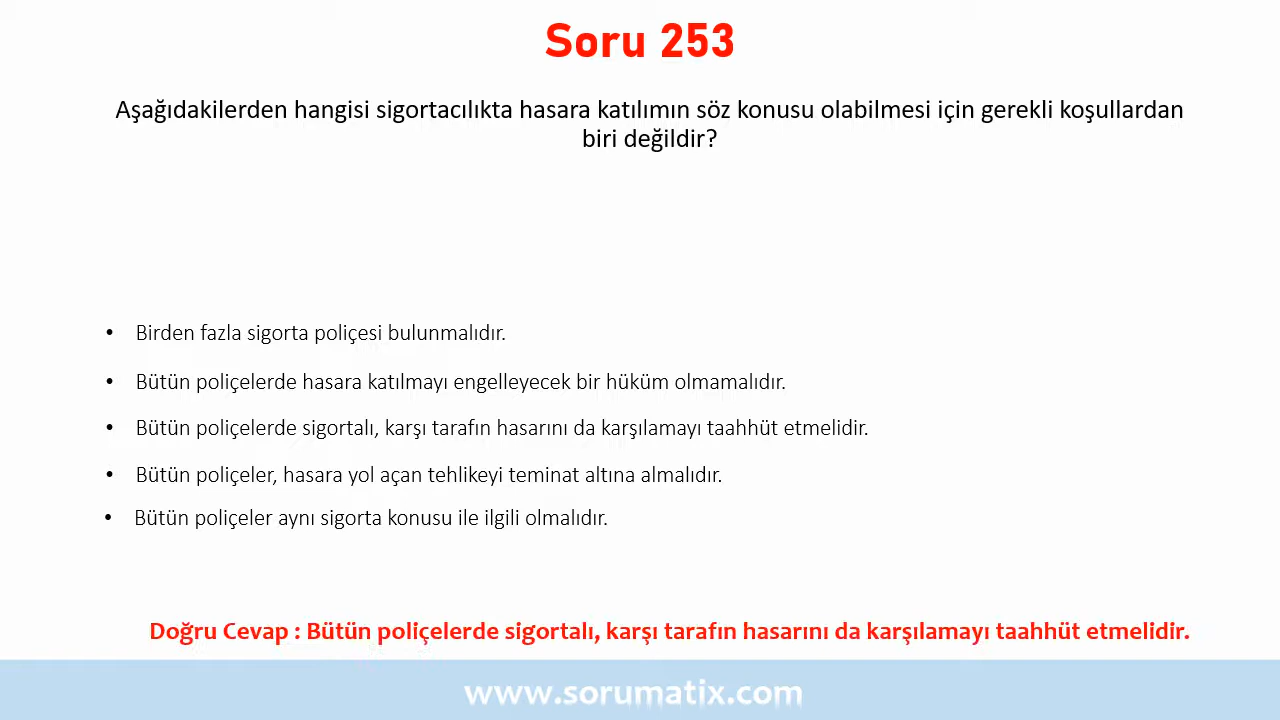 Soru 253
Aşağıdakilerden hangisi sigortacılıkta hasara katılımın söz konusu olabilmesi için gerekli koşullardan
biri değildir?
• Birden fazla sigorta poliçesi bulunmalıdır.
• Bütün poliçelerde hasara katılmayı engelleyecek bir hüküm olmamalıdır.
• Bütün poliçelerde sigortalı, karşı tarafın hasarını da karşılamayı taahhüt etmelidir.
• Bütün poliçeler, hasara yol açan tehlikeyi teminat altına almalıdır.
• Bütün poliçeler aynı sigorta konusu ile ilgili olmalıdır.
Doğru Cevap : Bütün poliçelerde sigortalı, karşı tarafın hasarını da karşılamayı taahhüt etmelidir.
www.sorumatix.com